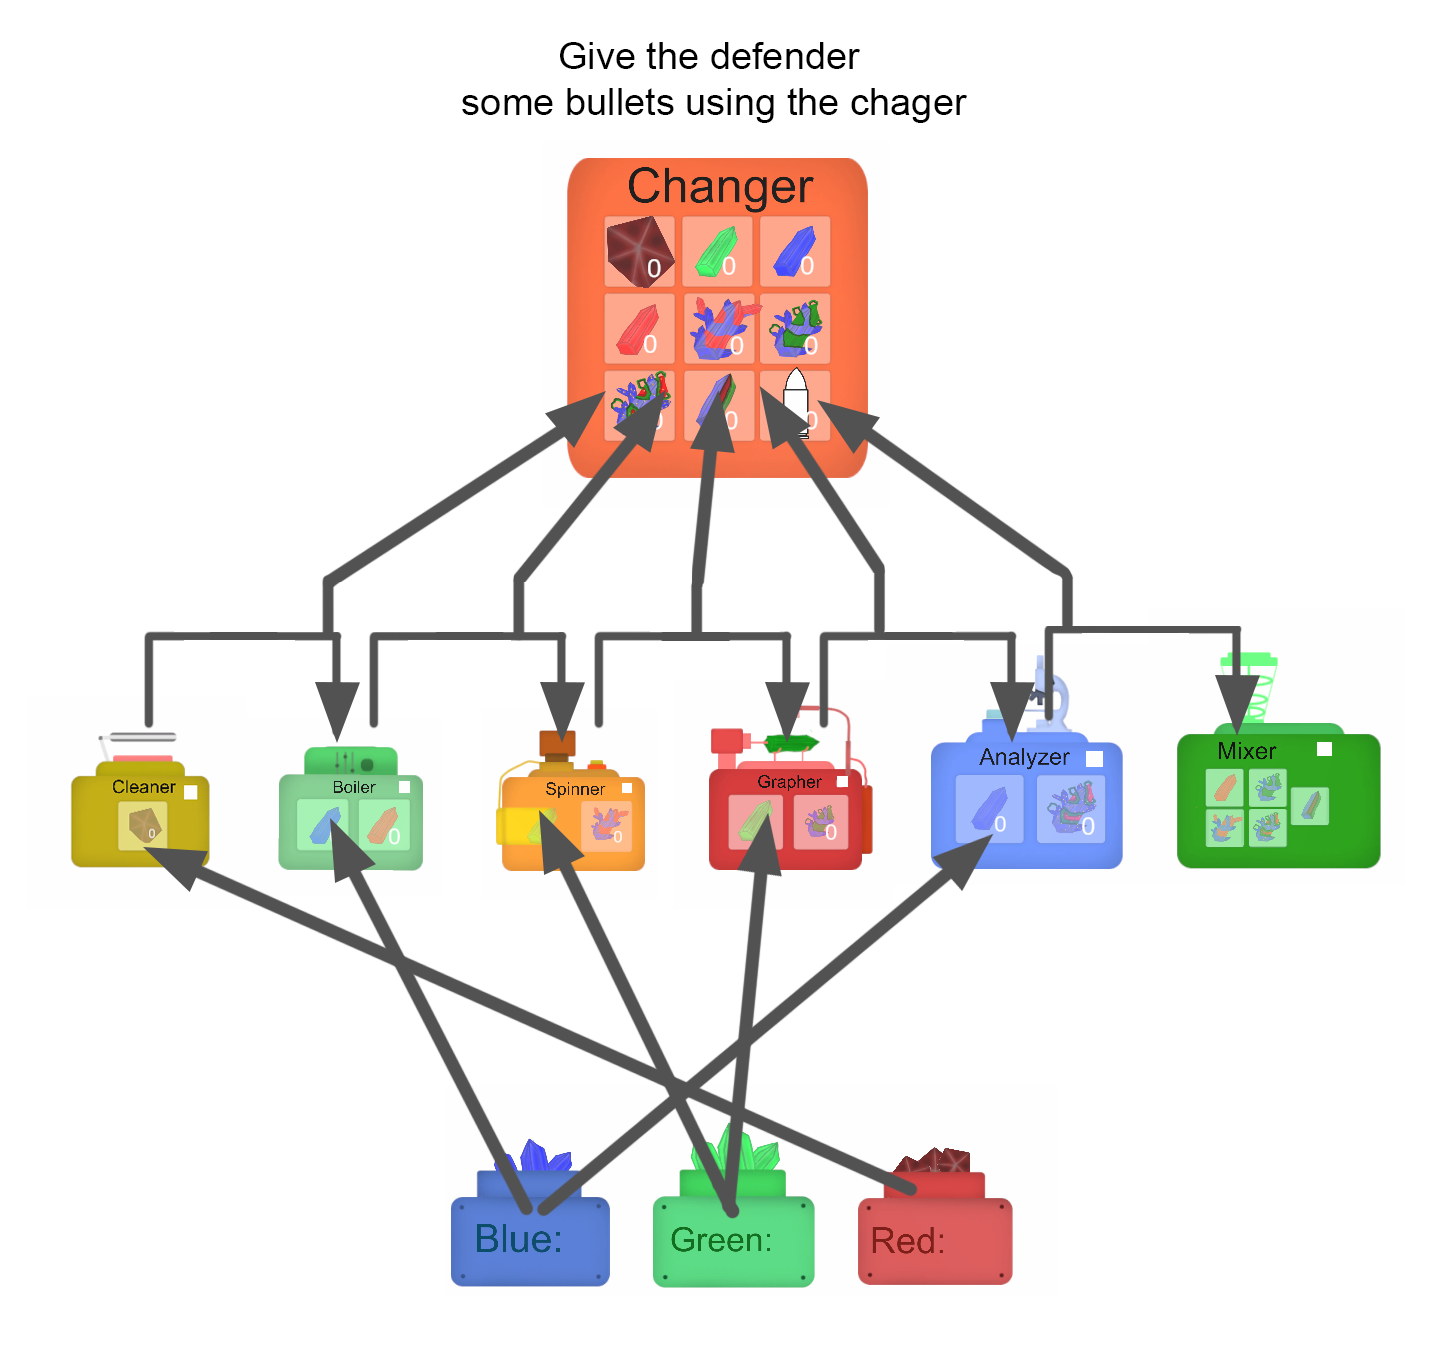 Give the defender
some bullets using the chager
Changer
0 0 0
0 0 0
0 0 0
Cleaner
Boiler
Spinner
Grapher
Analyzer
Mixer
0
0
0
0
0 0
Blue:
Green:
Red: